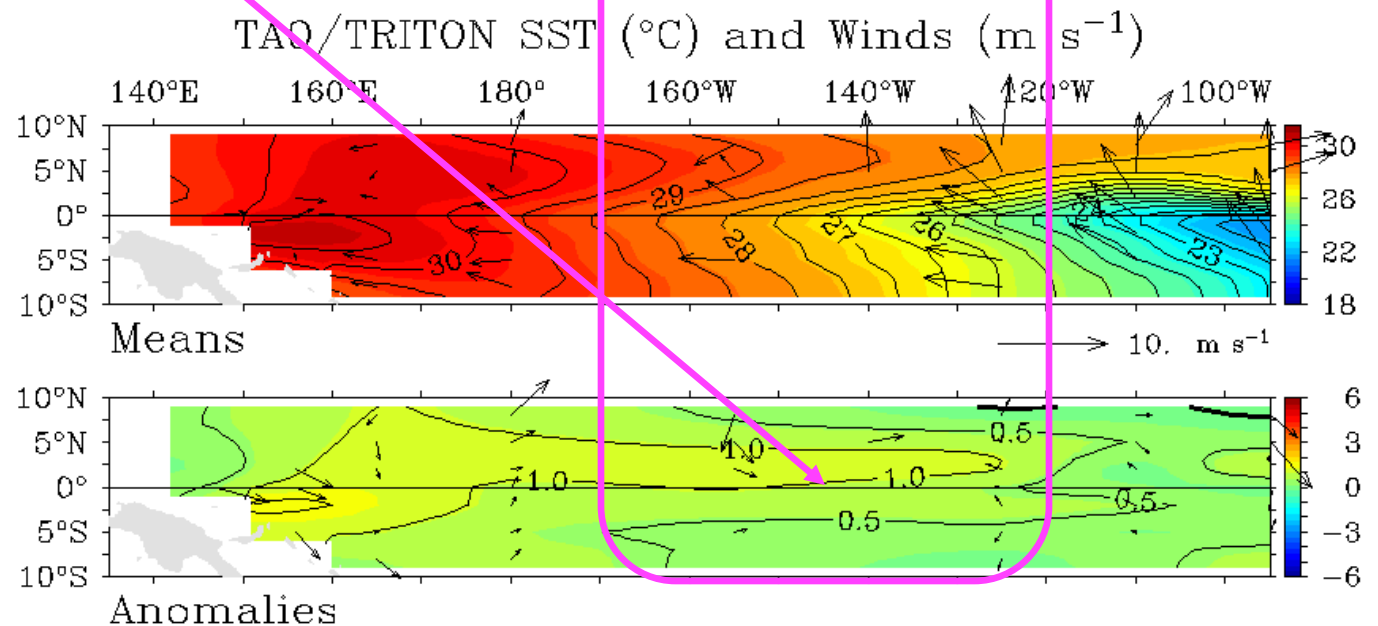 TAO/TRITON SST (°C) and Winds (m s⁻¹)
140°E 160°E 180° 160°W 140°W 120°W 100°W
10°N
5°N
0°
5°S
10°S
29
30
28
27
26
24
23
30
26
22
18
Means
10. m s⁻¹
10°N
5°N
0°
5°S
10°S
1.0
1.0
1.0
0.5
0.5
0.5
6
3
0
−3
−6
Anomalies